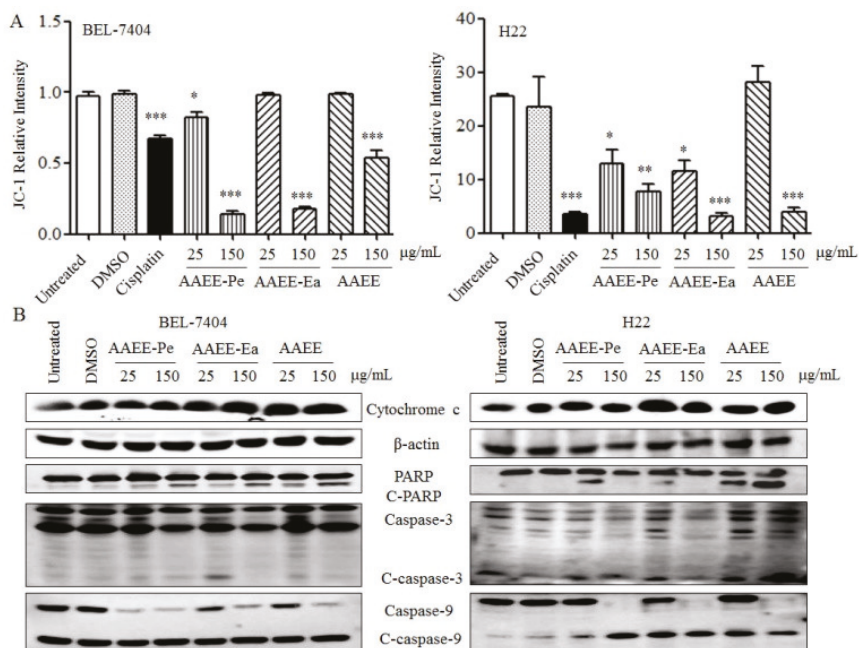 A
BEL-7404
JC-1 Relative Intensity
1.5
1.0
0.5
0.0
*
***
***
***
***
Untreated
DMSO
Cisplatin
25 150 25 150 25 150 μg/mL
AAEE-Pe AAEE-Ea AAEE
H22
JC-1 Relative Intensity
40
30
20
10
0
***
*
**
*
***
***
Untreated
DMSO
Cisplatin
25 150 25 150 25 150 μg/mL
AAEE-Pe AAEE-Ea AAEE
B
BEL-7404
Untreated
DMSO
AAEE-Pe AAEE-Ea AAEE
25 150 25 150 25 150 μg/mL
H22
Untreated
DMSO
AAEE-Pe AAEE-Ea AAEE
25 150 25 150 25 150 μg/mL
Cytochrome c
β-actin
PARP
C-PARP
Caspase-3
C-caspase-3
Caspase-9
C-caspase-9